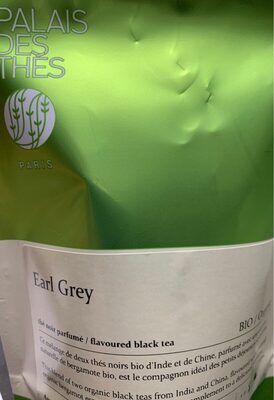 PALAIS
DES
THÉS
PARIS
Earl Grey
thé noir parfumé / flavoured black tea
BIO /
Ce mélange de deux thés noirs bio d'Inde et de Chine, parfumé avec
naturelle de bergamote bio, est le compagnon idéal des petits
blend of two organic black teas from India and China,